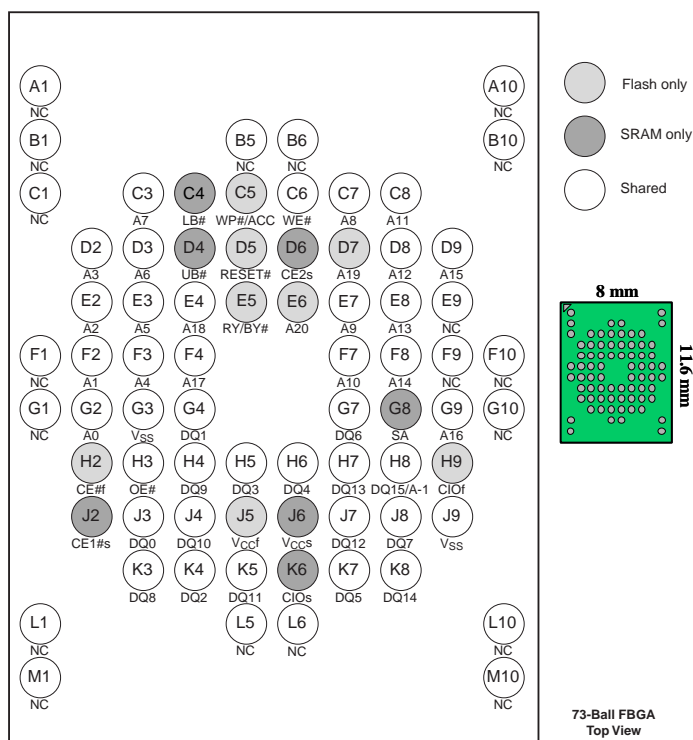 A1 A10
NC NC
Flash only
B1 B5 B6 B10
NC NC NC NC
SRAM only
C1 C3 C4 C5 C6 C7 C8
NC A7 LB# WP#/ACC WE# A8 A11
Shared
D2 D3 D4 D5 D6 D7 D8 D9
A3 A6 UB# RESET# CE2s A19 A12 A15
E2 E3 E4 E5 E6 E7 E8 E9
A2 A5 A18 RY/BY# A20 A9 A13 NC
8 mm
11.6 mm
F1 F2 F3 F4 F7 F8 F9 F10
NC A1 A4 A17 A10 A14 NC NC
G1 G2 G3 G4 G7 G8 G9 G10
NC A0 VSS DQ1 DQ6 SA A16 NC
H2 H3 H4 H5 H6 H7 H8 H9
CE#f OE# DQ9 DQ3 DQ4 DQ13 DQ15/A-1 CIOf
J2 J3 J4 J5 J6 J7 J8 J9
CE1#s DQ0 DQ10 VCCf VCCs DQ12 DQ7 VSS
K3 K4 K5 K6 K7 K8
DQ8 DQ2 DQ11 CIOs DQ5 DQ14
L1 L5 L6 L10
NC NC NC NC
M1 M10
NC NC
73-Ball FBGA
Top View